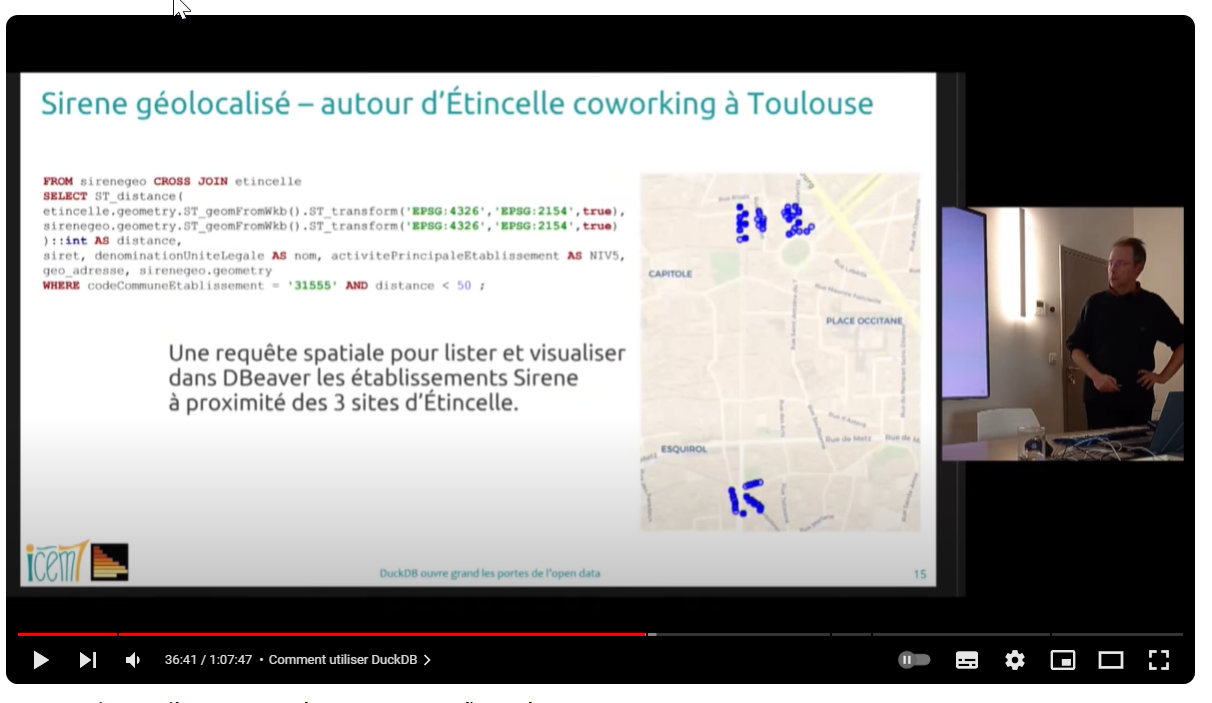 Sirene géolocalisé – autour d'Étincelle coworking à Toulouse
FROM sirenegeo CROSS JOIN etincelle
SELECT ST_distance(
etincelle.geometry.ST_geomFromWkb().ST_transform('EPSG:4326','EPSG:2154',true),
sirenegeo.geometry.ST_geomFromWkb().ST_transform('EPSG:4326','EPSG:2154',true)
)::int AS distance,
siret, denominationUniteLegale AS nom, activitePrincipaleEtablissement AS NIV5,
geo_adresse, sirenegeo.geometry
WHERE codeCommuneEtablissement = '31555' AND distance < 50 ;
Une requête spatiale pour lister et visualiser
dans DBeaver les établissements Sirene
à proximité des 3 sites d'Étincelle.
CAPITOLE
PLACE OCCITANE
Rue de Metz
ESQUIROL
icem7
DuckDB ouvre grand les portes de l'open data
15
36:41 / 1:07:47 • Comment utiliser DuckDB